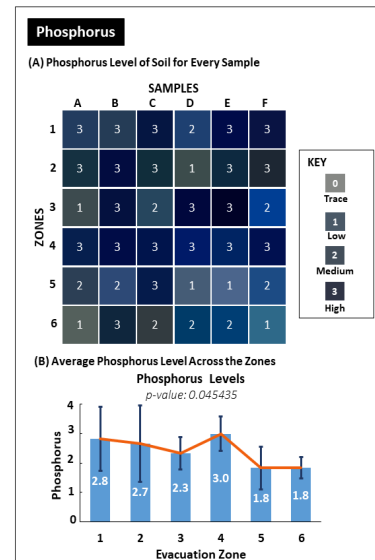 Phosphorus
(A) Phosphorus Level of Soil for Every Sample
SAMPLES
A B C D E F
ZONES
1 3 3 3 2 3 3
2 3 3 3 1 3 3
3 1 3 2 3 3 2
4 3 3 3 3 3 3
5 2 2 3 1 1 2
6 1 3 2 2 2 1
KEY
0
Trace
1
Low
2
Medium
3
High
(B) Average Phosphorus Level Across the Zones
Phosphorus Levels
p-value: 0.045435
Phosphorus
4
3
2
1
0
2.8 2.7 2.3 3.0 1.8 1.8
1 2 3 4 5 6
Evacuation Zone